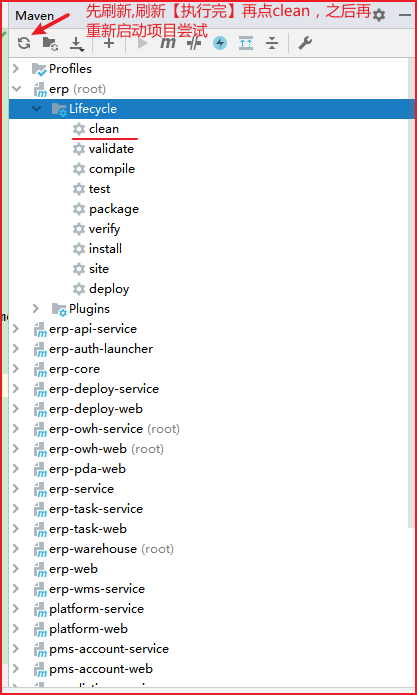 Maven
先刷新,刷新【执行完】再点clean，之后再
重新启动项目尝试
Profiles
erp (root)
Lifecycle
clean
validate
compile
test
package
verify
install
site
deploy
Plugins
erp-api-service
erp-auth-launcher
erp-core
erp-deploy-service
erp-deploy-web
erp-owh-service (root)
erp-owh-web (root)
erp-pda-web
erp-service
erp-task-service
erp-task-web
erp-warehouse (root)
erp-web
erp-wms-service
platform-service
platform-web
pms-account-service
pms-account-web